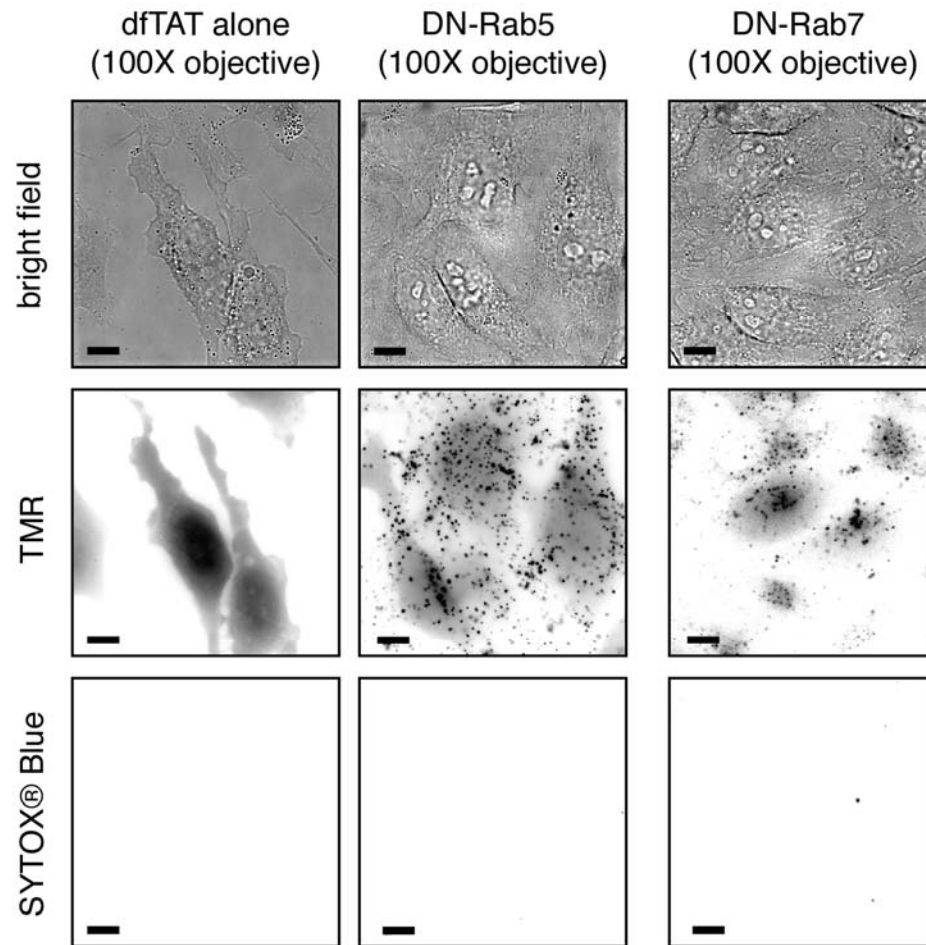 dfTAT alone
(100X objective)
DN-Rab5
(100X objective)
DN-Rab7
(100X objective)
bright field
TMR
SYTOX® Blue